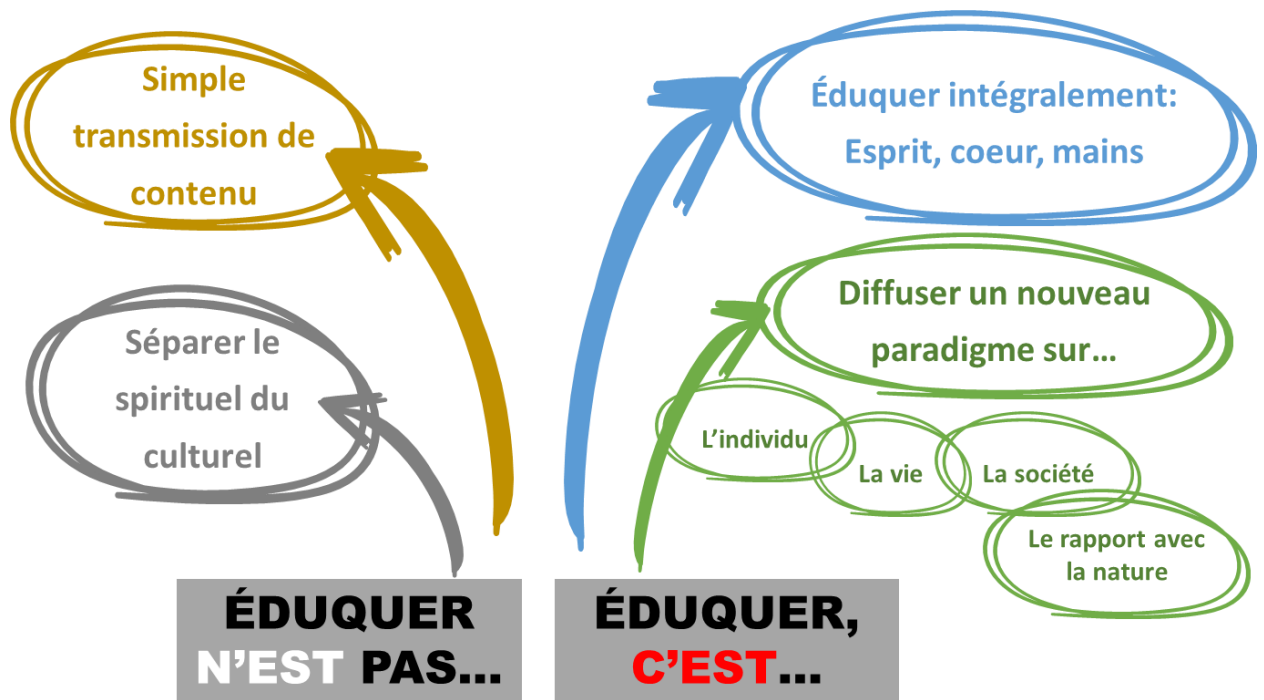 Simple
transmission de
contenu
Séparer le
spirituel du
culturel
ÉDUQUER
N’EST PAS...
Éduquer intégralement:
Esprit, coeur, mains
Diffuser un nouveau
paradigme sur…
L’individu
La vie
La société
Le rapport avec
la nature
ÉDUQUER,
C’EST...